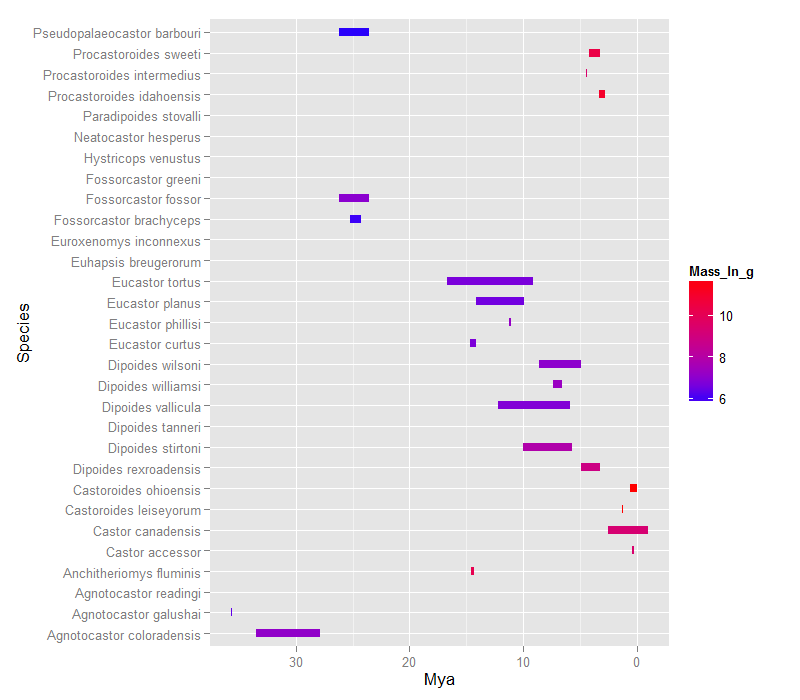 Species
Pseudopalaeocastor barbouri
Procastoroides sweeti
Procastoroides intermedius
Procastoroides idahoensis
Paradipoides stovalli
Neatocastor hesperus
Hystricops venustus
Fossorcastor greeni
Fossorcastor fossor
Fossorcastor brachyceps
Euroxenomys inconnexus
Euhapsis breugerorum
Eucastor tortus
Eucastor planus
Eucastor phillisi
Eucastor curtus
Dipoides wilsoni
Dipoides williamsi
Dipoides vallicula
Dipoides tanneri
Dipoides stirtoni
Dipoides rexroadensis
Castoroides ohioensis
Castoroides leiseyorum
Castor canadensis
Castor accessor
Anchitheriomys fluminis
Agnotocastor readingi
Agnotocastor galushai
Agnotocastor coloradensis
30 20 10 0
Mya
Mass_ln_g
10
8
6